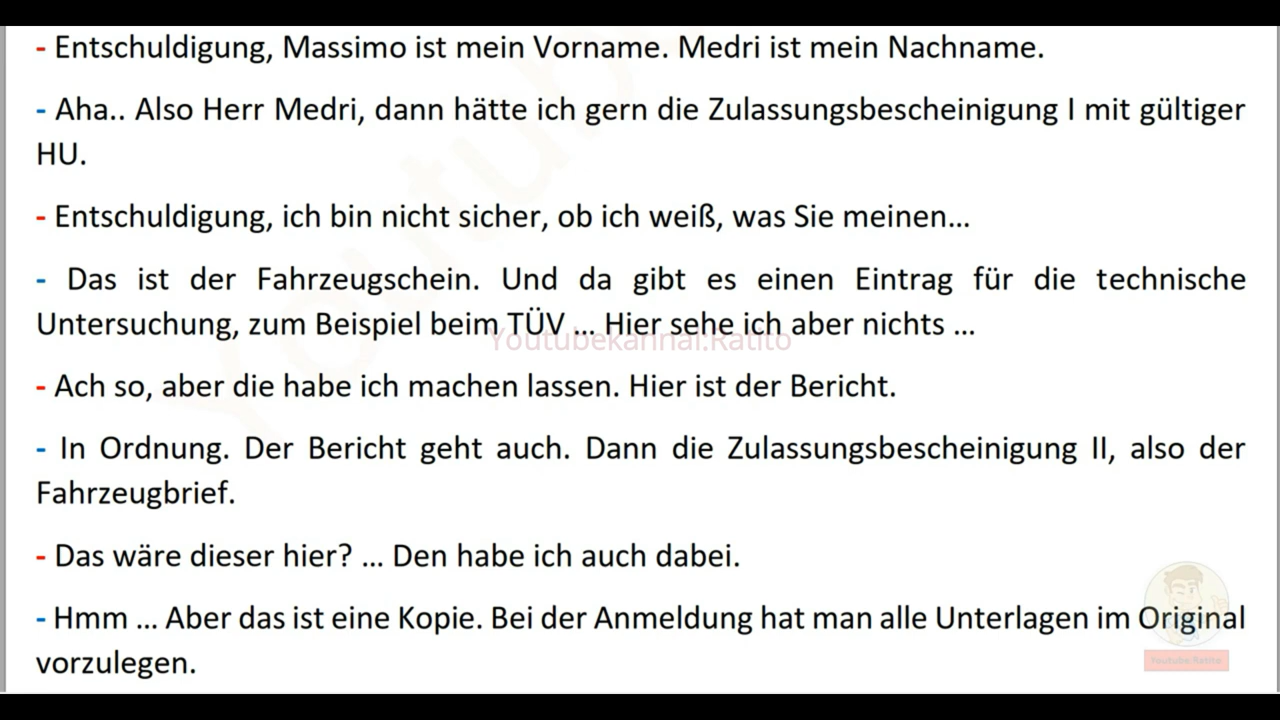 - Entschuldigung, Massimo ist mein Vorname. Medri ist mein Nachname.
- Aha.. Also Herr Medri, dann hätte ich gern die Zulassungsbescheinigung I mit gültiger
HU.
- Entschuldigung, ich bin nicht sicher, ob ich weiß, was Sie meinen...
- Das ist der Fahrzeugschein. Und da gibt es einen Eintrag für die technische
Untersuchung, zum Beispiel beim TÜV ... Hier sehe ich aber nichts ...
Youtubekannal:Ratito
- Ach so, aber die habe ich machen lassen. Hier ist der Bericht.
- In Ordnung. Der Bericht geht auch. Dann die Zulassungsbescheinigung II, also der
Fahrzeugbrief.
- Das wäre dieser hier? ... Den habe ich auch dabei.
- Hmm ... Aber das ist eine Kopie. Bei der Anmeldung hat man alle Unterlagen im Original
vorzulegen.
Youtube:Ratito